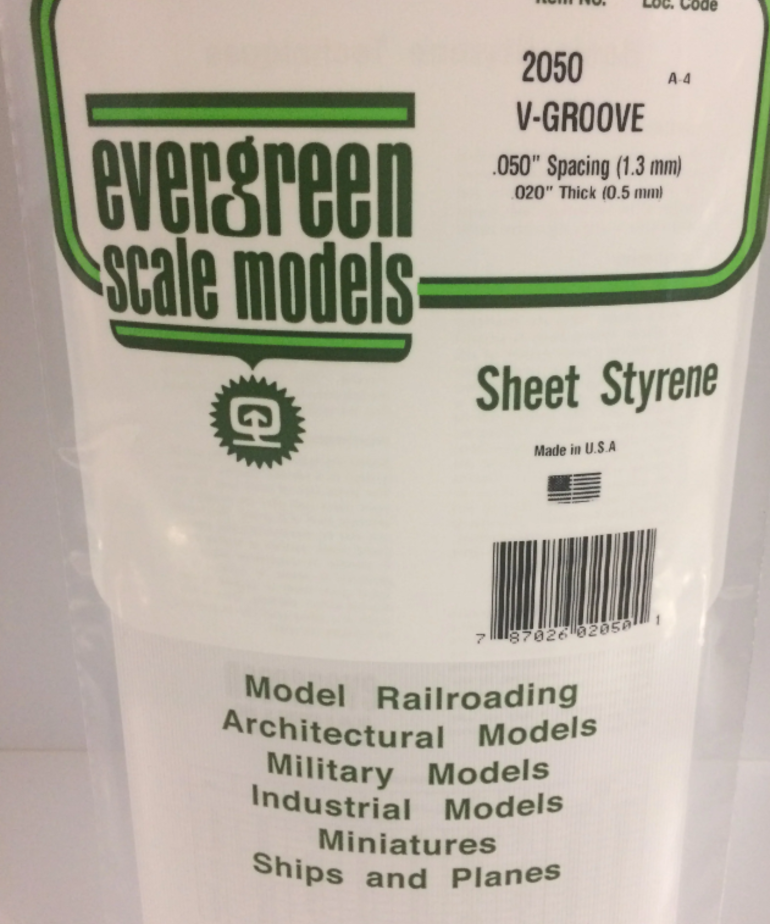 Item No. Loc. Code
2050 A-4
V-GROOVE
.050" Spacing (1.3 mm)
.020" Thick (0.5 mm)
evergreen
scale models
Sheet Styrene
Made in U.S.A
7 87026 02050 1
Model Railroading
Architectural Models
Military Models
Industrial Models
Miniatures
Ships and Planes